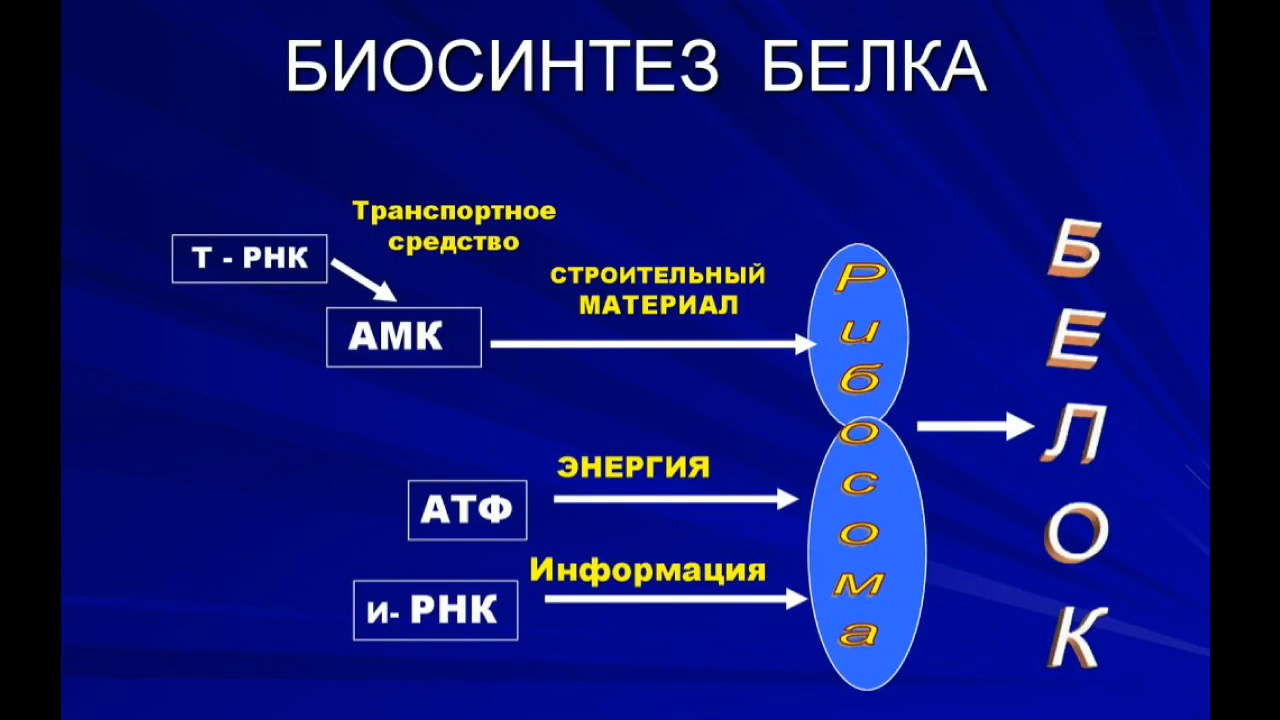 БИОСИНТЕЗ БЕЛКА
Транспортное
средство
Т - РНК
СТРОИТЕЛЬНЫЙ
МАТЕРИАЛ
АМК
Рибосома
БЕЛОК
ЭНЕРГИЯ
АТФ
Информация
и- РНК